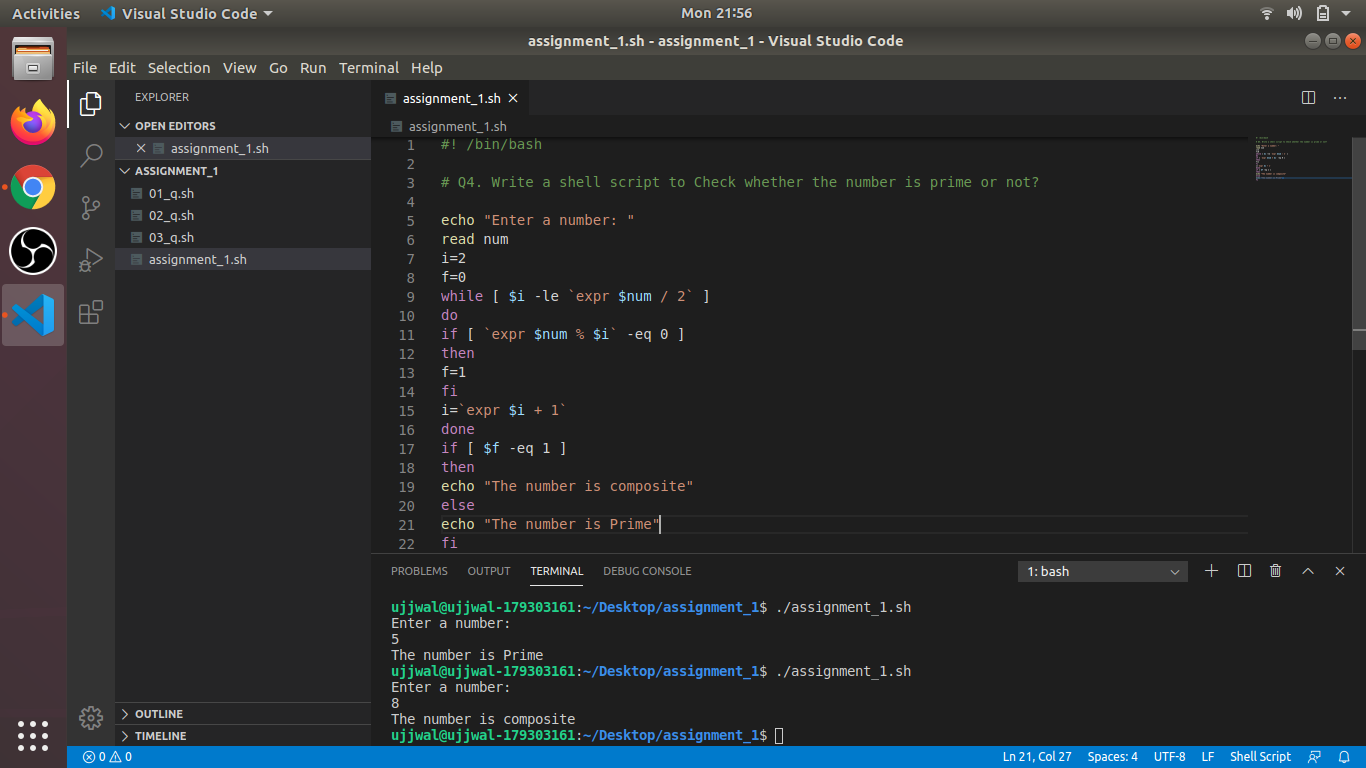 Activities Visual Studio Code Mon 21:56
assignment_1.sh - assignment_1 - Visual Studio Code
File Edit Selection View Go Run Terminal Help
EXPLORER
OPEN EDITORS
assignment_1.sh
ASSIGNMENT_1
01_q.sh
02_q.sh
03_q.sh
assignment_1.sh
OUTLINE
TIMELINE
assignment_1.sh
assignment_1.sh
1 #! /bin/bash
2
3 # Q4. Write a shell script to Check whether the number is prime or not?
4
5 echo "Enter a number: "
6 read num
7 i=2
8 f=0
9 while [ $i -le `expr $num / 2` ]
10 do
11 if [ `expr $num % $i` -eq 0 ]
12 then
13 f=1
14 fi
15 i=`expr $i + 1`
16 done
17 if [ $f -eq 1 ]
18 then
19 echo "The number is composite"
20 else
21 echo "The number is Prime"
22 fi
PROBLEMS OUTPUT TERMINAL DEBUG CONSOLE 1: bash
ujjwal@ujjwal-179303161:~/Desktop/assignment_1$ ./assignment_1.sh
Enter a number:
5
The number is Prime
ujjwal@ujjwal-179303161:~/Desktop/assignment_1$ ./assignment_1.sh
Enter a number:
8
The number is composite
ujjwal@ujjwal-179303161:~/Desktop/assignment_1$
0 0 Ln 21, Col 27 Spaces: 4 UTF-8 LF Shell Script